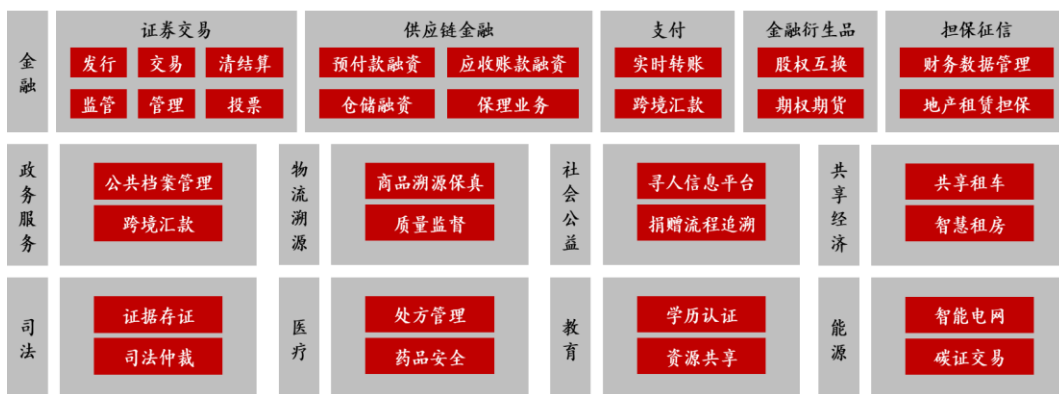 金融
证券交易
发行 交易 清结算
监管 管理 投票
供应链金融
预付款融资 应收账款融资
仓储融资 保理业务
支付
实时转账
跨境汇款
金融衍生品
股权互换
期权期货
担保征信
财务数据管理
地产租赁担保
政务服务
公共档案管理
跨境汇款
物流溯源
商品溯源保真
质量监督
社会公益
寻人信息平台
捐赠流程追溯
共享经济
共享租车
智慧租房
司法
证据存证
司法仲裁
医疗
处方管理
药品安全
教育
学历认证
资源共享
能源
智能电网
碳证交易